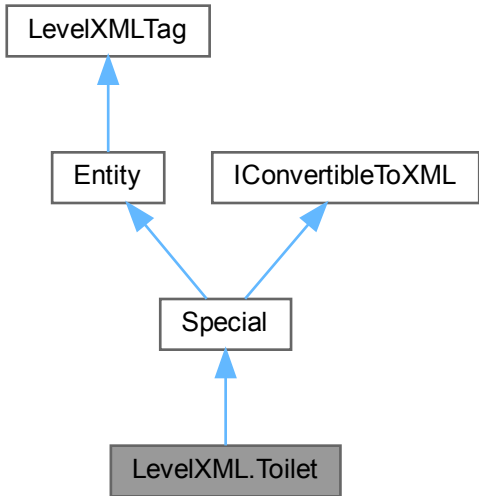 LevelXMLTag
Entity
IConvertibleToXML
Special
LevelXML.Toilet